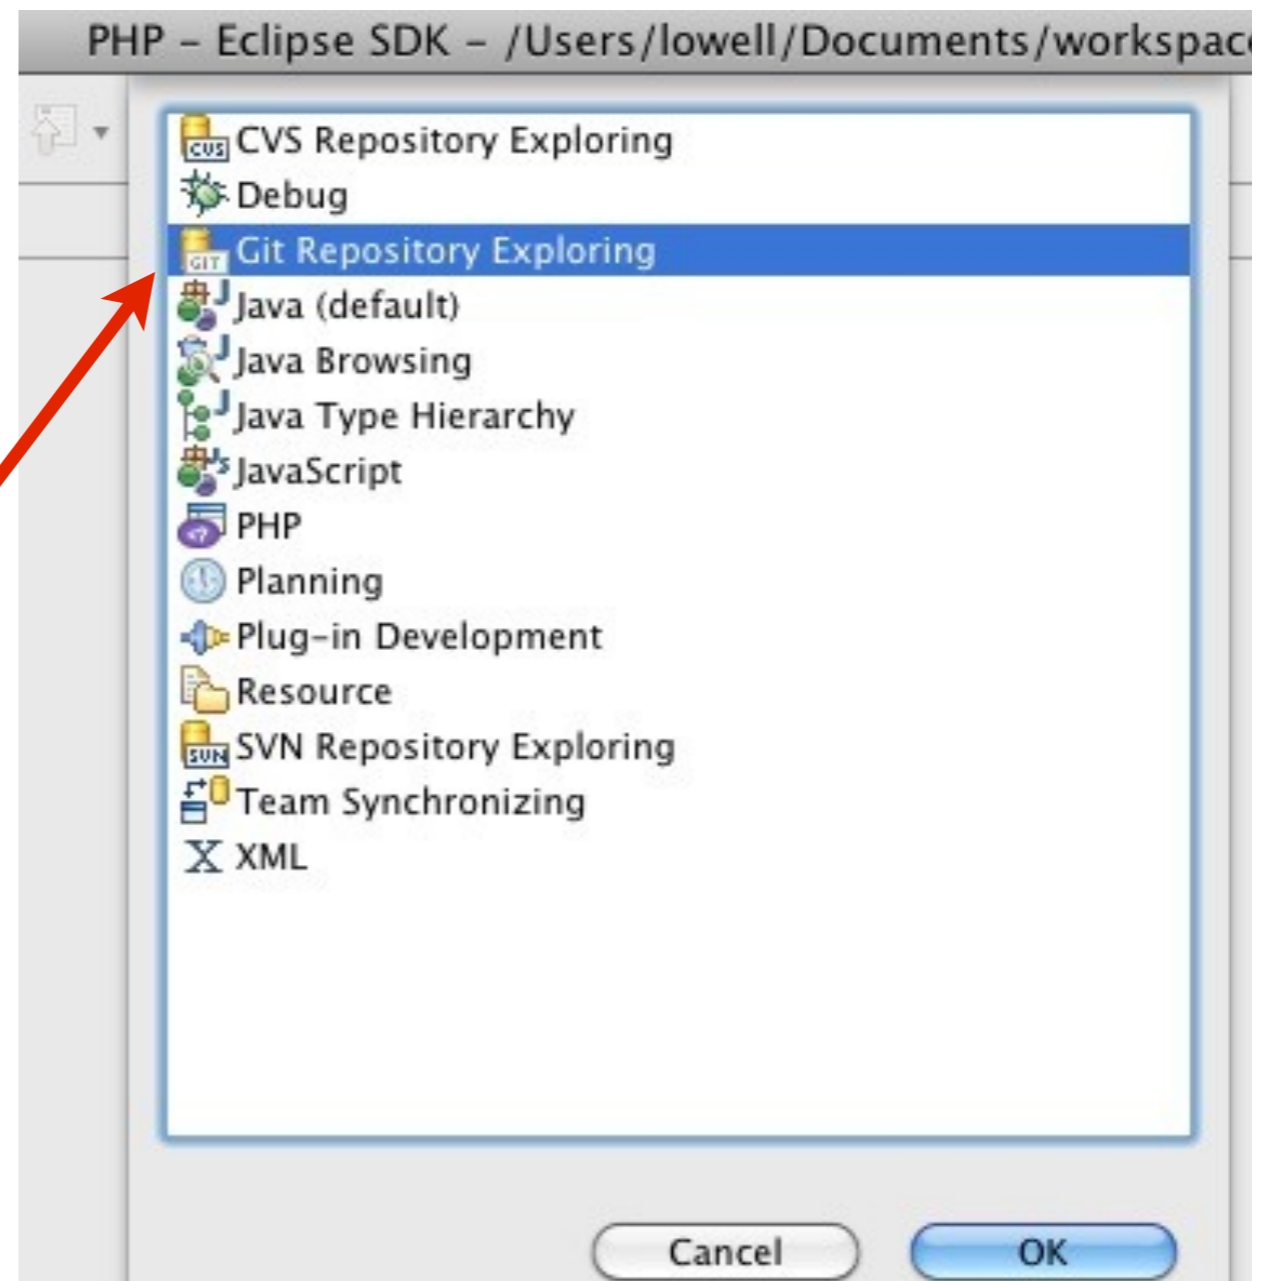 PHP – Eclipse SDK – /Users/lowell/Documents/workspac
CVS Repository Exploring
Debug
Git Repository Exploring
Java (default)
Java Browsing
Java Type Hierarchy
JavaScript
PHP
Planning
Plug-in Development
Resource
SVN Repository Exploring
Team Synchronizing
XML
Cancel
OK